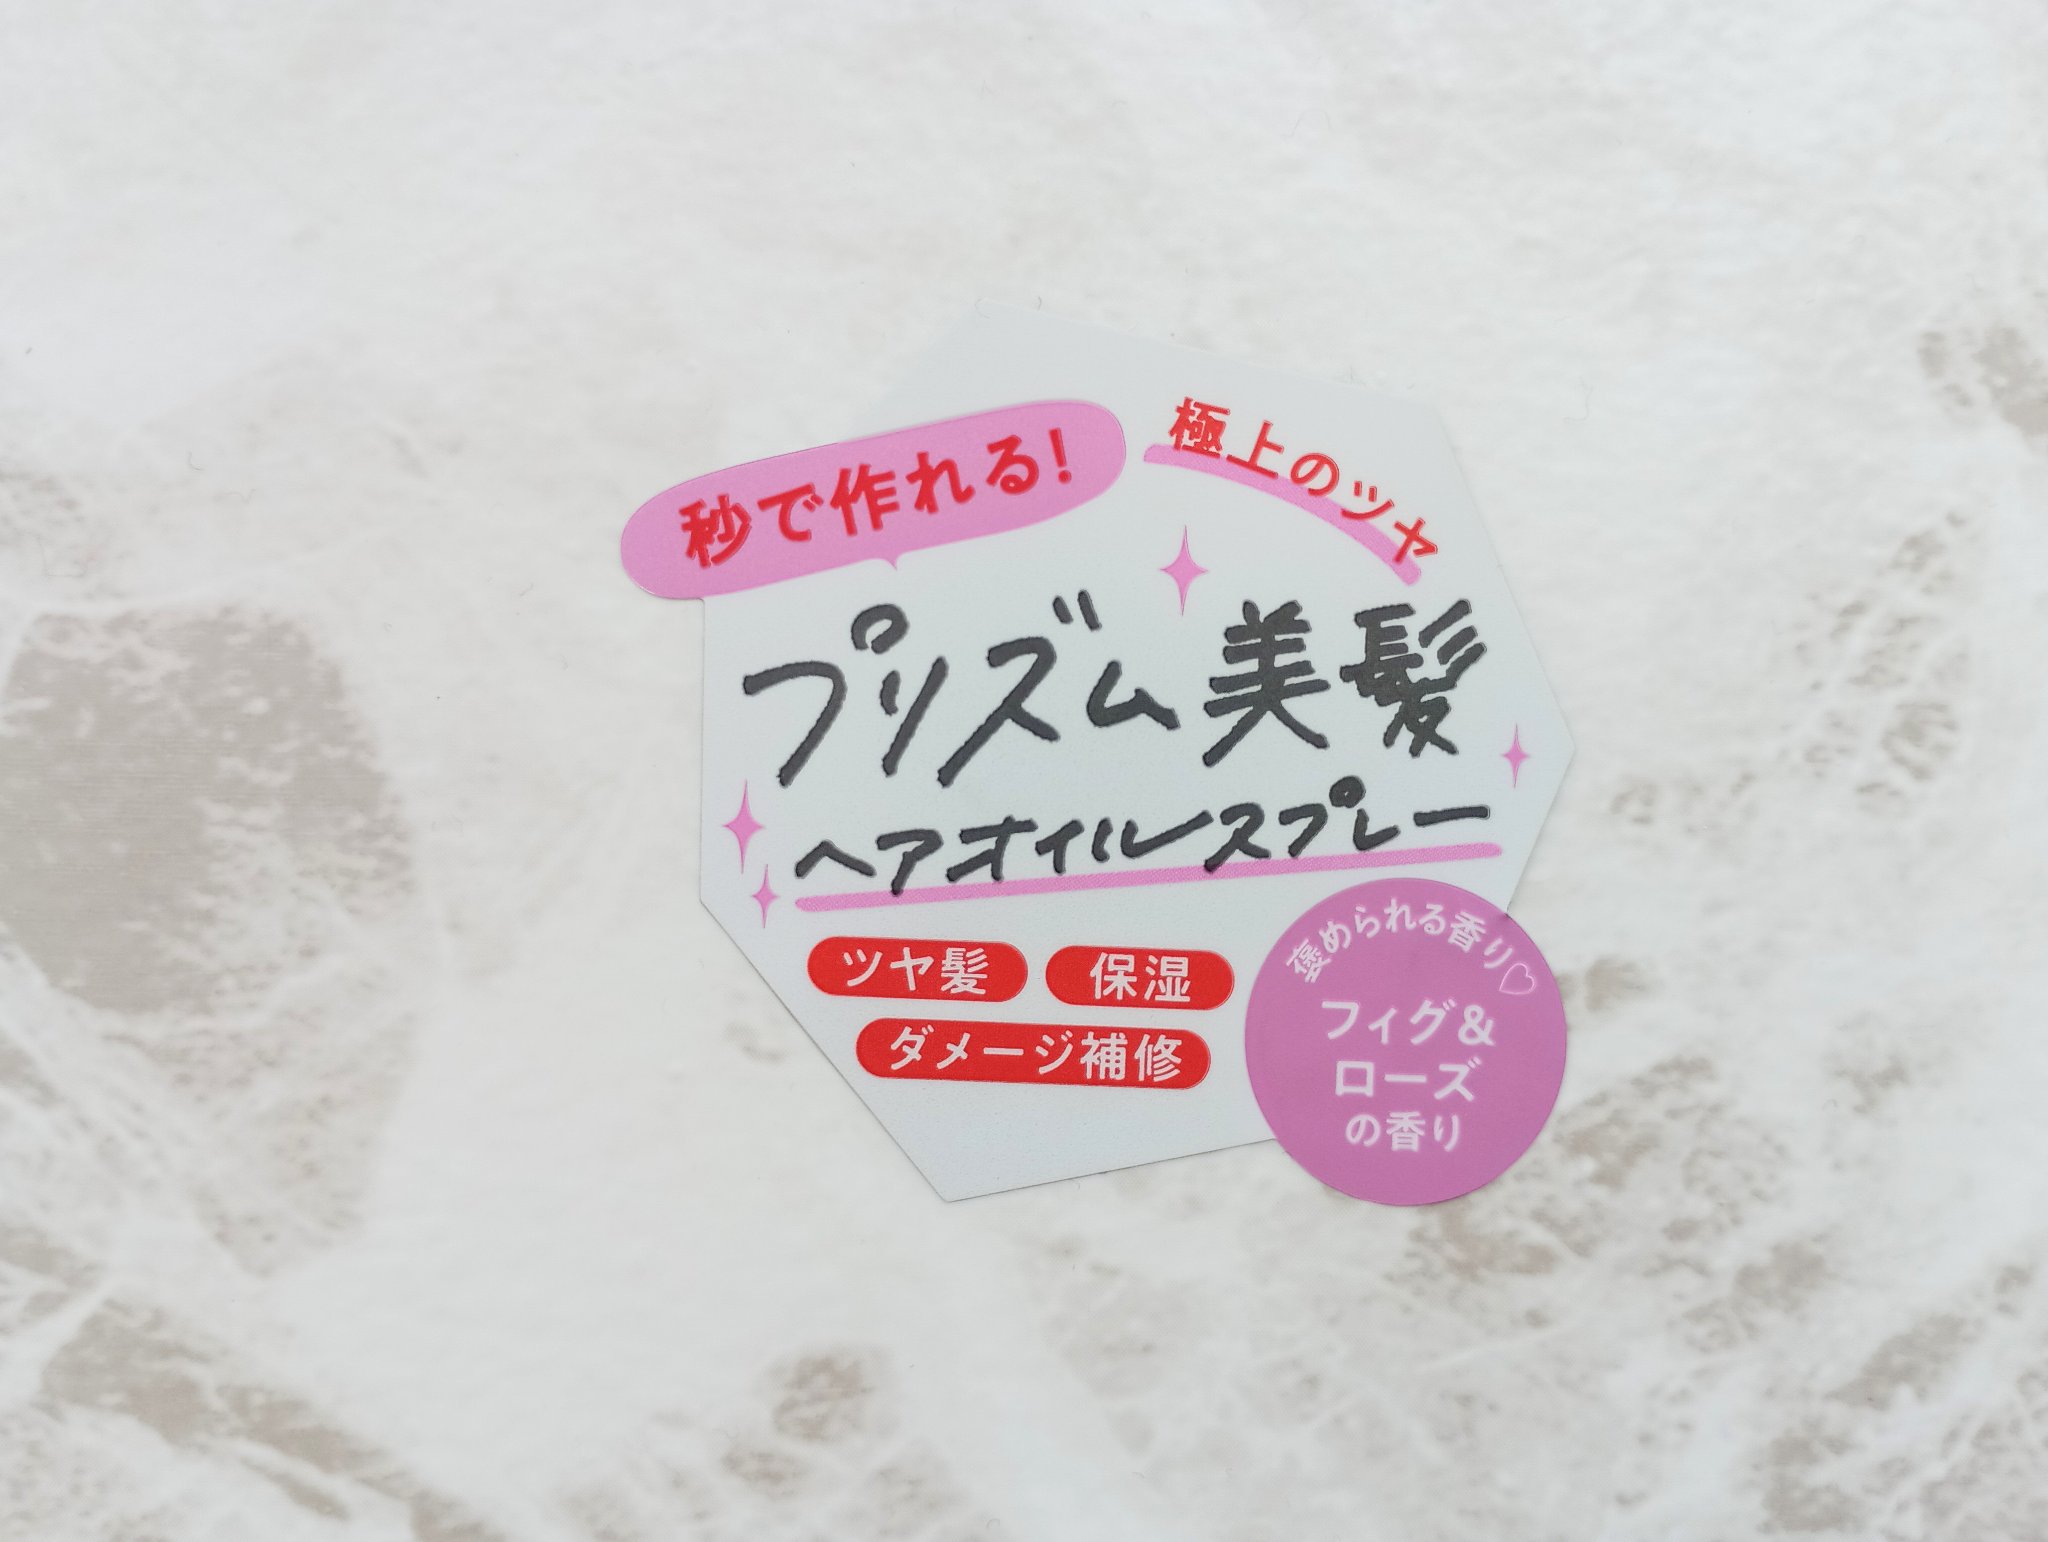 秒で作れる!
極上のツヤ
プリズム美髪
ヘアオイルスプレー
ツヤ髪
保湿
ダメージ補修
褒められる香り♡
フィグ&
ローズ
の香り